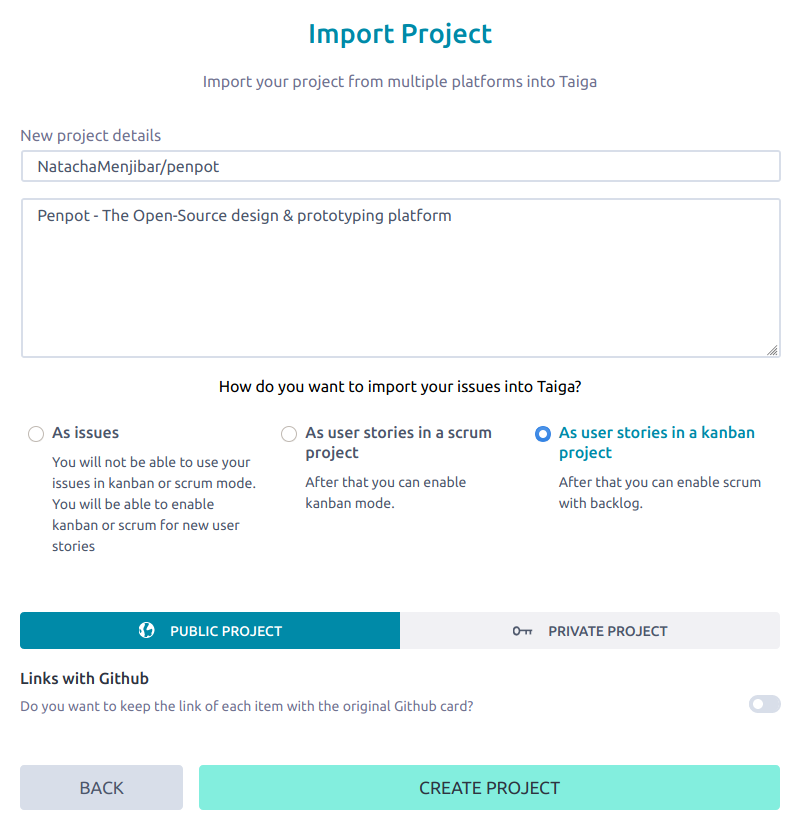 Import Project
Import your project from multiple platforms into Taiga
New project details
NatachaMenjibar/penpot
Penpot - The Open-Source design & prototyping platform
How do you want to import your issues into Taiga?
As issues
You will not be able to use your
issues in kanban or scrum mode.
You will be able to enable
kanban or scrum for new user
stories
As user stories in a scrum
project
After that you can enable
kanban mode.
As user stories in a kanban
project
After that you can enable scrum
with backlog.
PUBLIC PROJECT
PRIVATE PROJECT
Links with Github
Do you want to keep the link of each item with the original Github card?
BACK
CREATE PROJECT